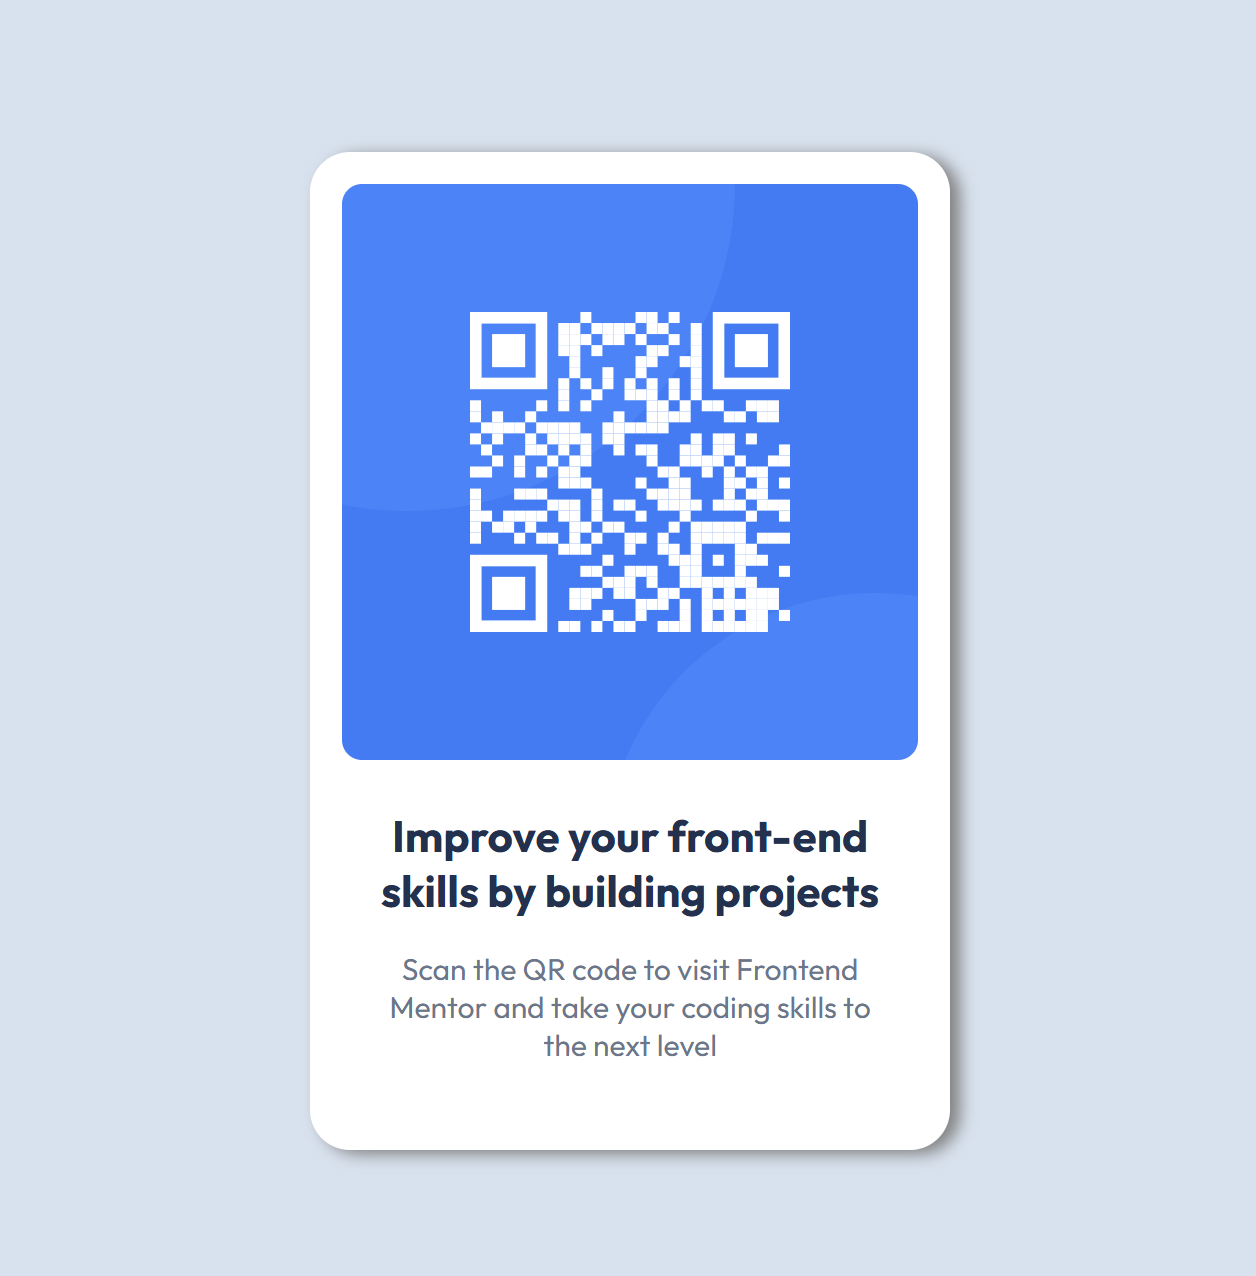 Improve your front-end
skills by building projects
Scan the QR code to visit Frontend
Mentor and take your coding skills to
the next level